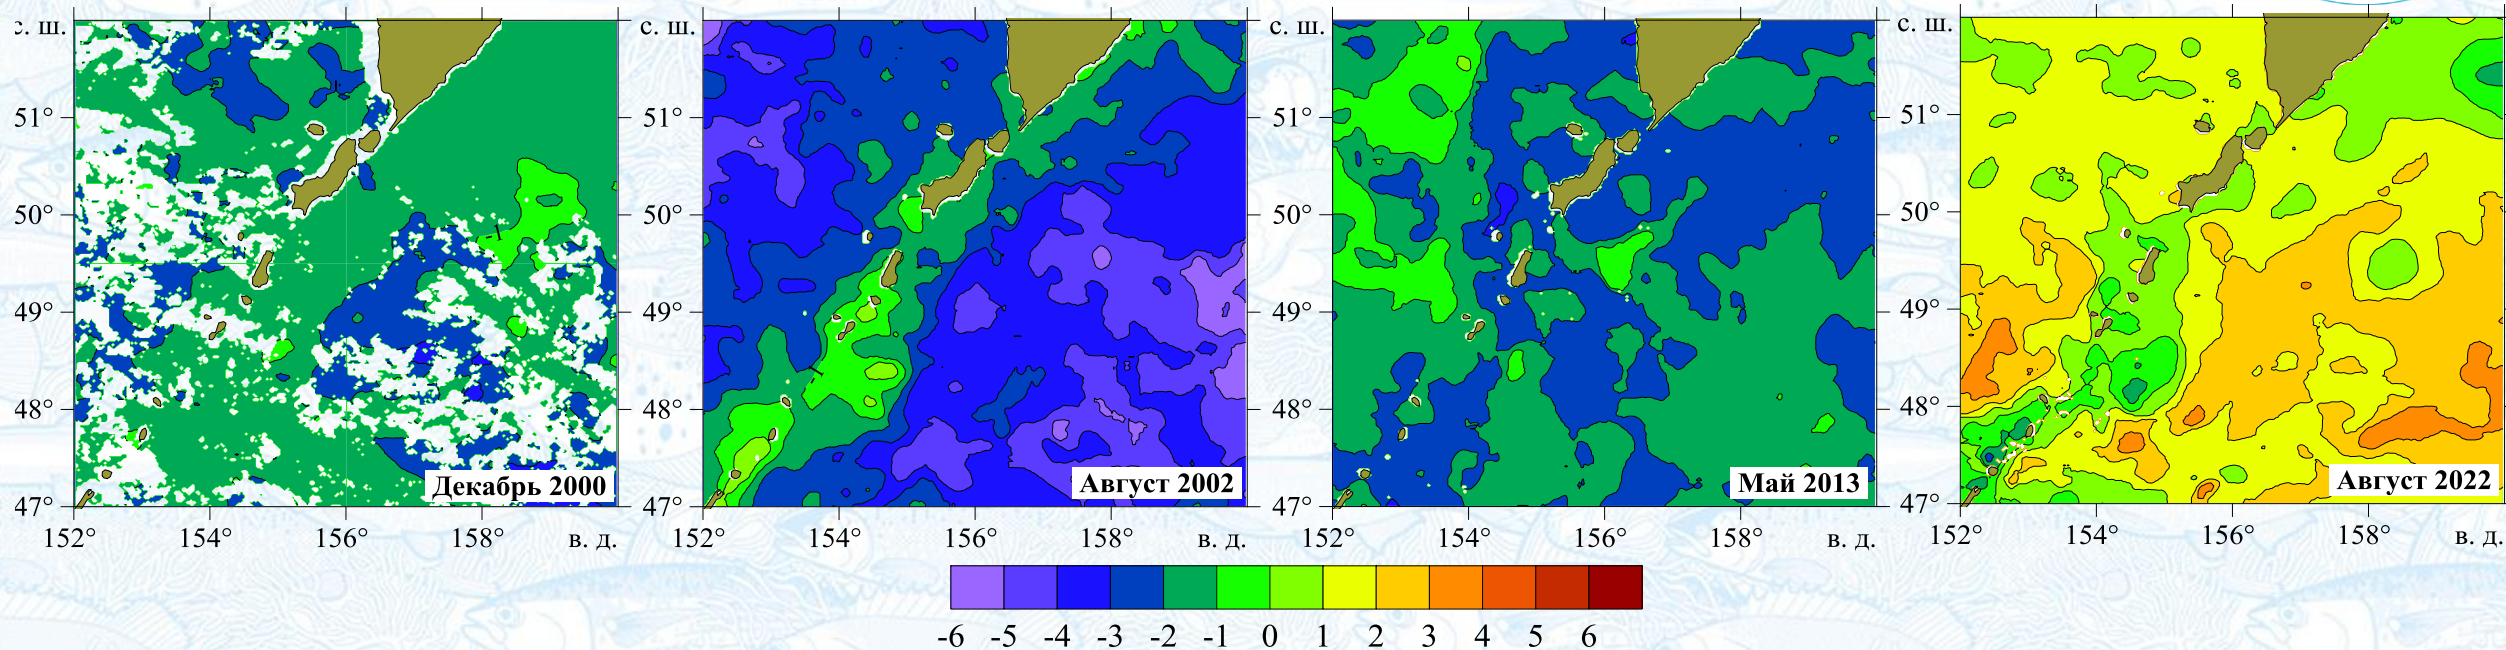 с. ш. с. ш. с. ш. с. ш.
51° 51° 51° 51°
50° 50° 50° 50°
49° 49° 49° 49°
48° 48° 48° 48°
-1 -1
Декабрь 2000 Август 2002 Май 2013 Август 2022
47° 47° 47° 47°
152° 154° 156° 158° в. д. 152° 154° 156° 158° в. д. 152° 154° 156° 158° в. д. 152° 154° 156° 158° в. д.
-6 -5 -4 -3 -2 -1 0 1 2 3 4 5 6